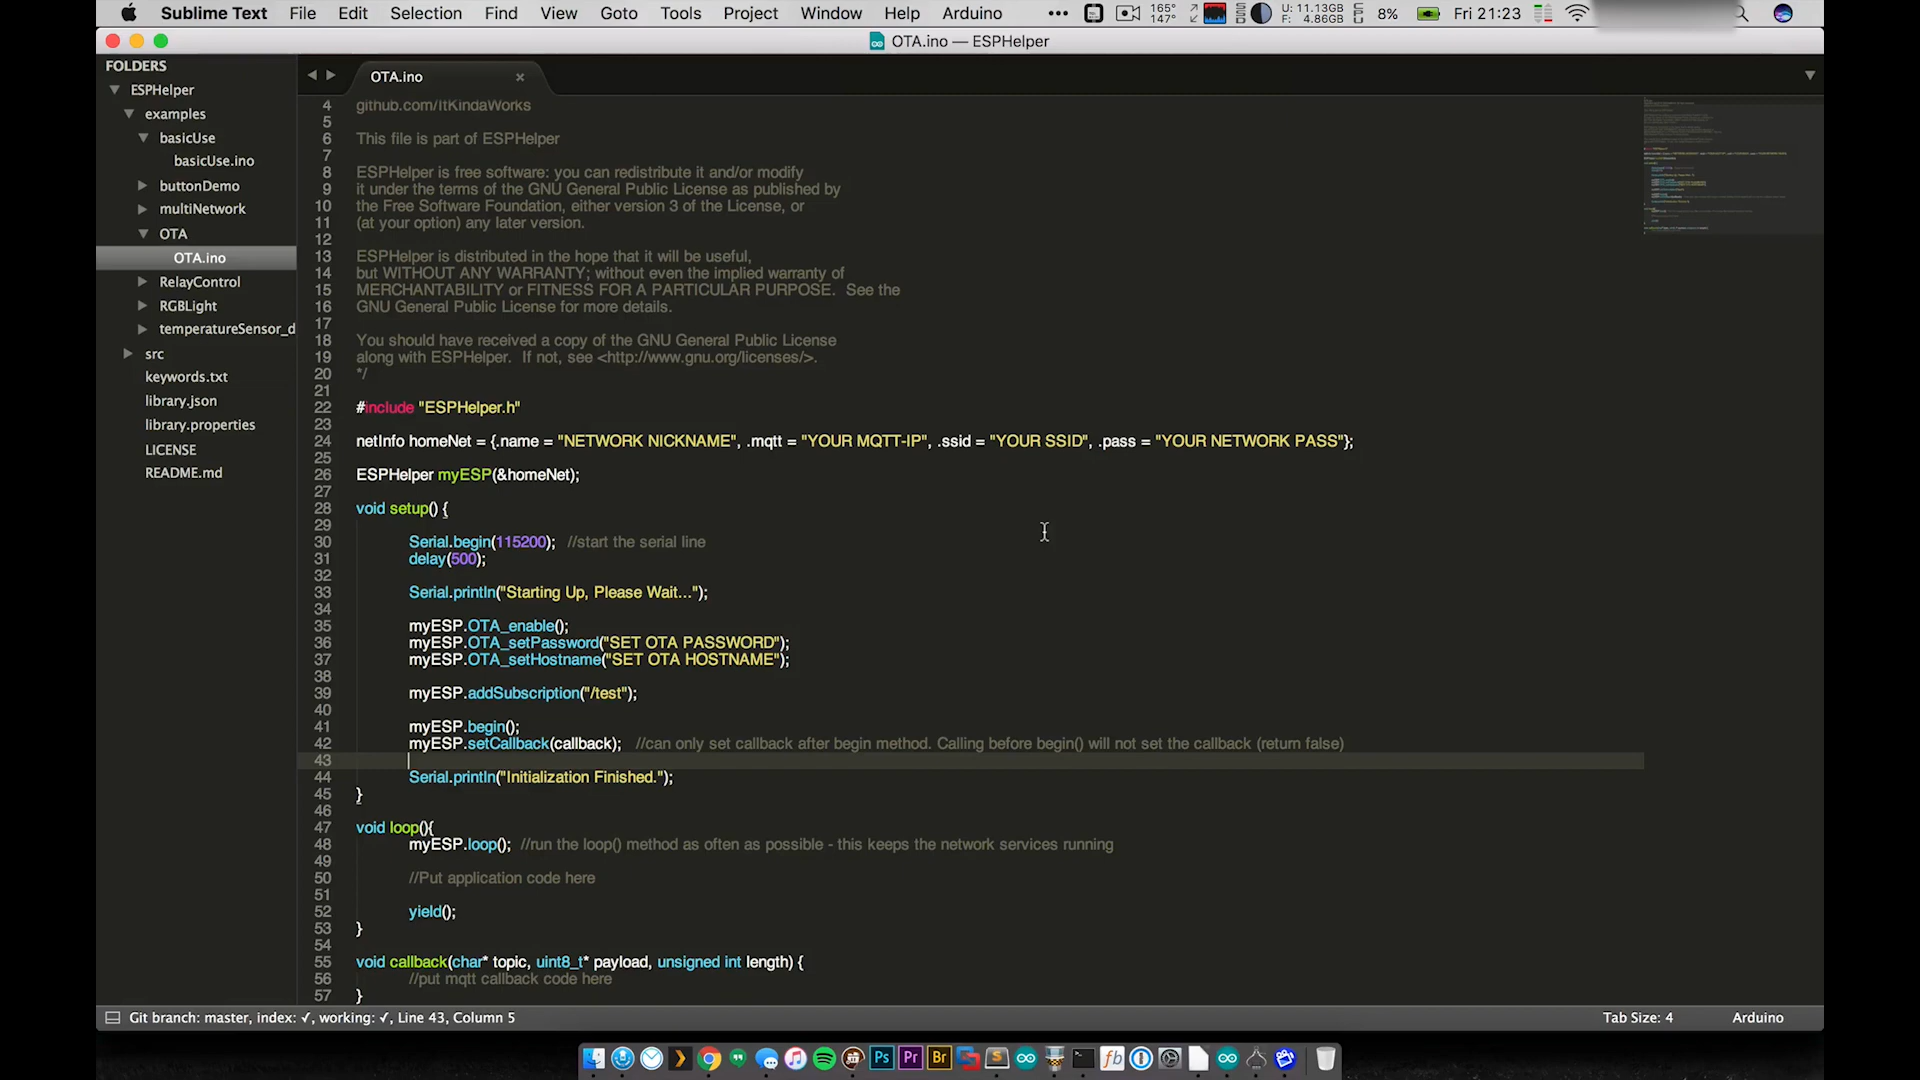 Sublime Text File Edit Selection Find View Goto Tools Project Window Help Arduino ••• 165° 147° U: 11.13GB F: 4.86GB 8% Fri 21:23
OTA.ino — ESPHelper
FOLDERS
ESPHelper
examples
basicUse
basicUse.ino
buttonDemo
multiNetwork
OTA
OTA.ino
RelayControl
RGBLight
temperatureSensor_d
src
keywords.txt
library.json
library.properties
LICENSE
README.md
OTA.ino ×
4 github.com/ItKindaWorks
5
6 This file is part of ESPHelper
7
8 ESPHelper is free software: you can redistribute it and/or modify
9 it under the terms of the GNU General Public License as published by
10 the Free Software Foundation, either version 3 of the License, or
11 (at your option) any later version.
12
13 ESPHelper is distributed in the hope that it will be useful,
14 but WITHOUT ANY WARRANTY; without even the implied warranty of
15 MERCHANTABILITY or FITNESS FOR A PARTICULAR PURPOSE.  See the
16 GNU General Public License for more details.
17
18 You should have received a copy of the GNU General Public License
19 along with ESPHelper.  If not, see <http://www.gnu.org/licenses/>.
20 */
21
22 #include "ESPHelper.h"
23
24 netInfo homeNet = {.name = "NETWORK NICKNAME", .mqtt = "YOUR MQTT-IP", .ssid = "YOUR SSID", .pass = "YOUR NETWORK PASS"};
25
26 ESPHelper myESP(&homeNet);
27
28 void setup() {
29
30 Serial.begin(115200); //start the serial line
31 delay(500);
32
33 Serial.println("Starting Up, Please Wait...");
34
35 myESP.OTA_enable();
36 myESP.OTA_setPassword("SET OTA PASSWORD");
37 myESP.OTA_setHostname("SET OTA HOSTNAME");
38
39 myESP.addSubscription("/test");
40
41 myESP.begin();
42 myESP.setCallback(callback); //can only set callback after begin method. Calling before begin() will not set the callback (return false)
43
44 Serial.println("Initialization Finished.");
45 }
46
47 void loop(){
48 myESP.loop(); //run the loop() method as often as possible - this keeps the network services running
49
50 //Put application code here
51
52 yield();
53 }
54
55 void callback(char* topic, uint8_t* payload, unsigned int length) {
56 //put mqtt callback code here
57 }
Git branch: master, index: ✓, working: ✓, Line 43, Column 5 Tab Size: 4 Arduino
Ps Pr Br